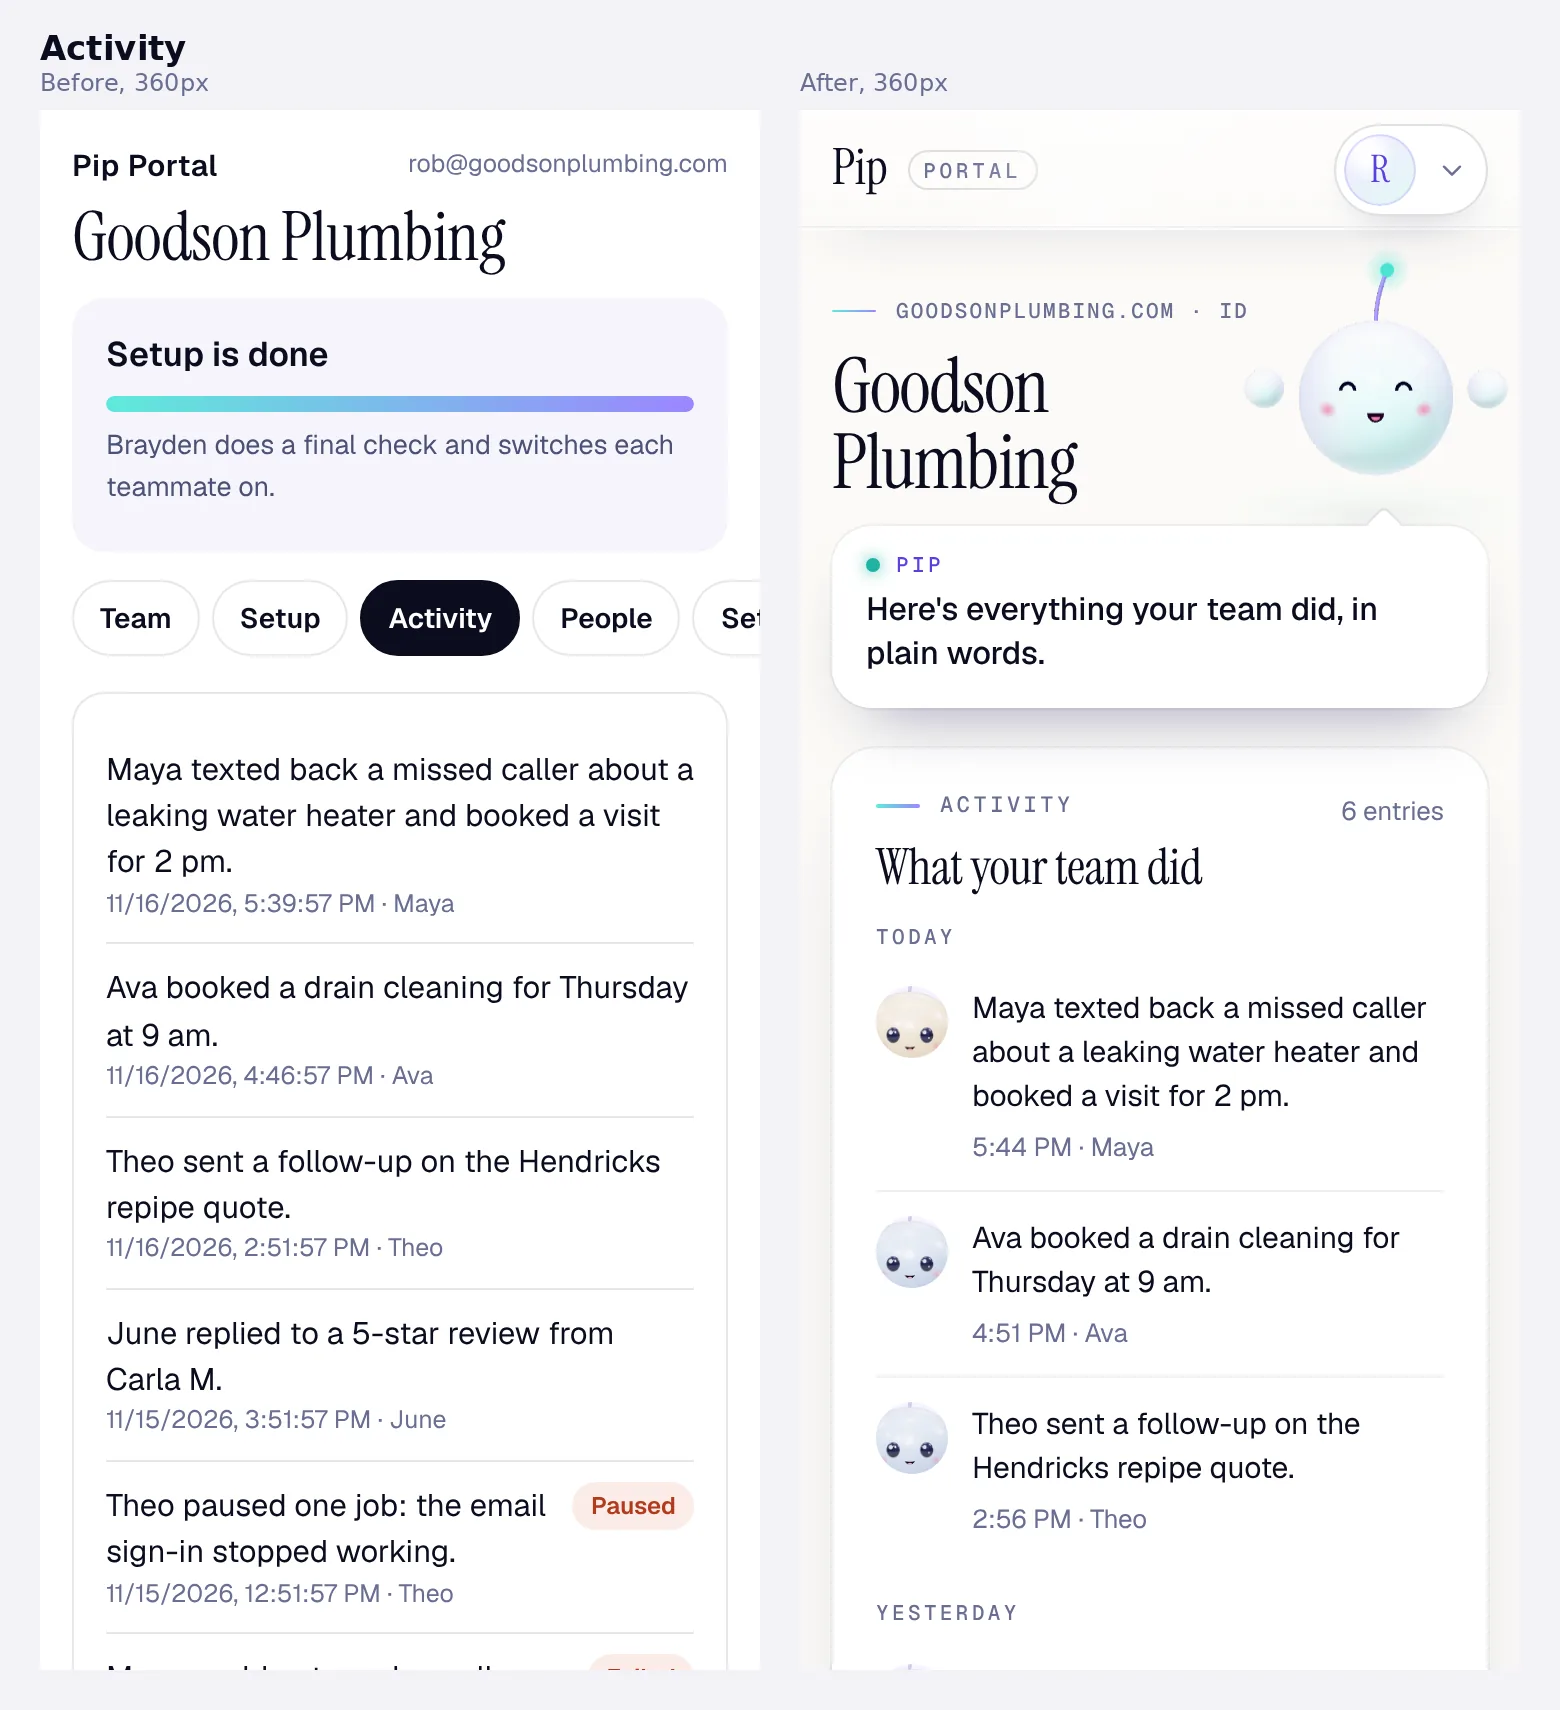 Activity
Before, 360px
Pip Portal
rob@goodsonplumbing.com
Goodson Plumbing
Setup is done
Brayden does a final check and switches each
teammate on.
Team
Setup
Activity
People
Set
Maya texted back a missed caller about a
leaking water heater and booked a visit
for 2 pm.
11/16/2026, 5:39:57 PM · Maya
Ava booked a drain cleaning for Thursday
at 9 am.
11/16/2026, 4:46:57 PM · Ava
Theo sent a follow-up on the Hendricks
repipe quote.
11/16/2026, 2:51:57 PM · Theo
June replied to a 5-star review from
Carla M.
11/15/2026, 3:51:57 PM · June
Theo paused one job: the email
sign-in stopped working.
Paused
11/15/2026, 12:51:57 PM · Theo
After, 360px
Pip
PORTAL
R
GOODSONPLUMBING.COM · ID
Goodson
Plumbing
PIP
Here's everything your team did, in
plain words.
ACTIVITY
6 entries
What your team did
TODAY
Maya texted back a missed caller
about a leaking water heater and
booked a visit for 2 pm.
5:44 PM · Maya
Ava booked a drain cleaning for
Thursday at 9 am.
4:51 PM · Ava
Theo sent a follow-up on the
Hendricks repipe quote.
2:56 PM · Theo
YESTERDAY